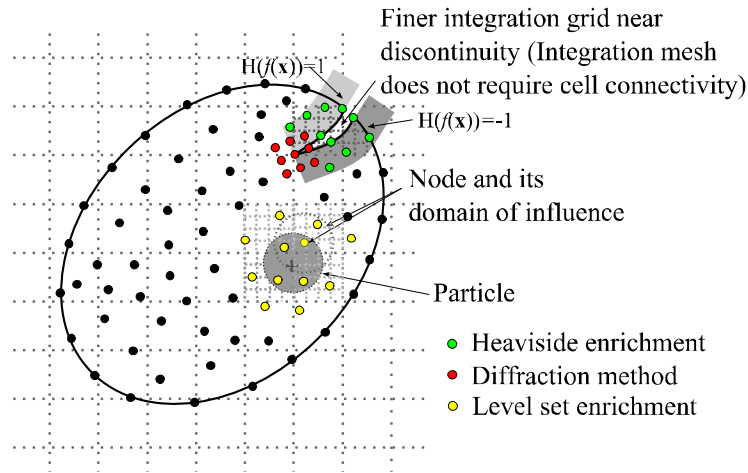 Finer integration grid near
discontinuity (Integration mesh
does not require cell connectivity)
H(f(x))=1
H(f(x))=-1
Node and its
domain of influence
Particle
Heaviside enrichment
Diffraction method
Level set enrichment